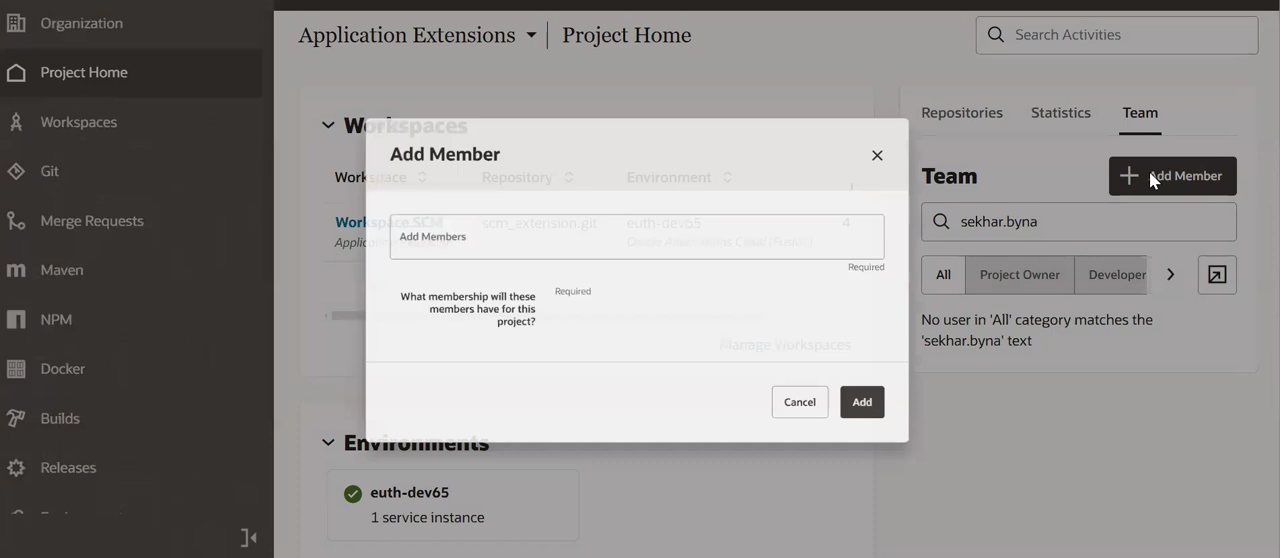 Organization
Project Home
Workspaces
Git
Merge Requests
Maven
NPM
Docker
Builds
Releases
Application Extensions
Project Home
Search Activities
Workspaces
Workspace
Repository
Environment
Workspace.SCM
scm_extension.git
euth-dev65
4
Manage Workspaces
Environments
euth-dev65
1 service instance
Add Member
Add Members
Required
What membership will these
members have for this
project?
Required
Cancel
Add
Repositories
Statistics
Team
Team
Add Member
sekhar.byna
All
Project Owner
Developer
No user in 'All' category matches the
'sekhar.byna' text